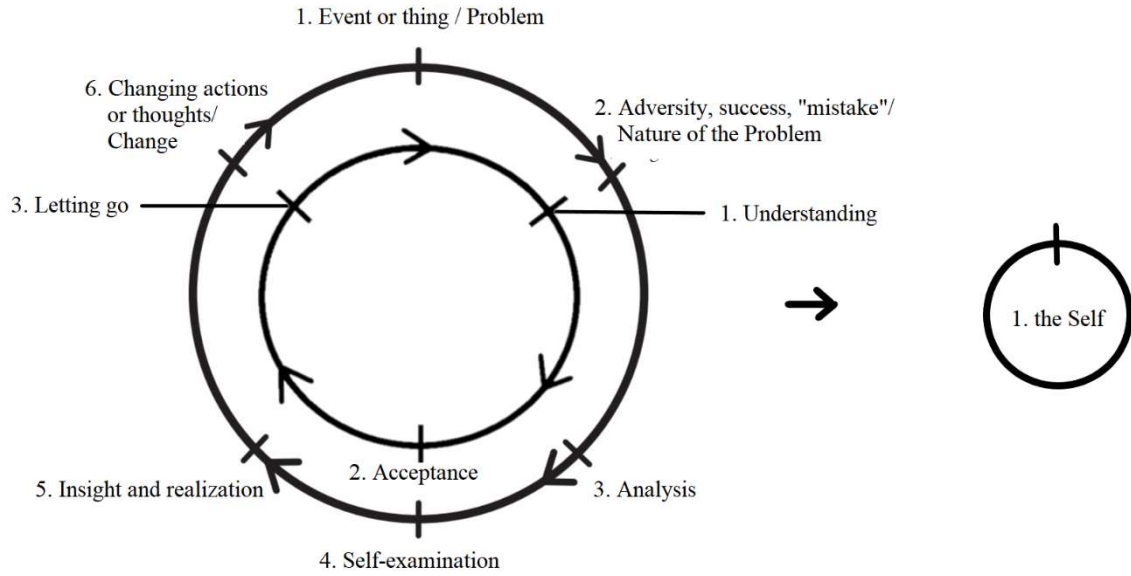 1. Event or thing / Problem
6. Changing actions
or thoughts/
Change
2. Adversity, success, "mistake"/
Nature of the Problem
3. Letting go
1. Understanding
1. the Self
2. Acceptance
5. Insight and realization
3. Analysis
4. Self-examination